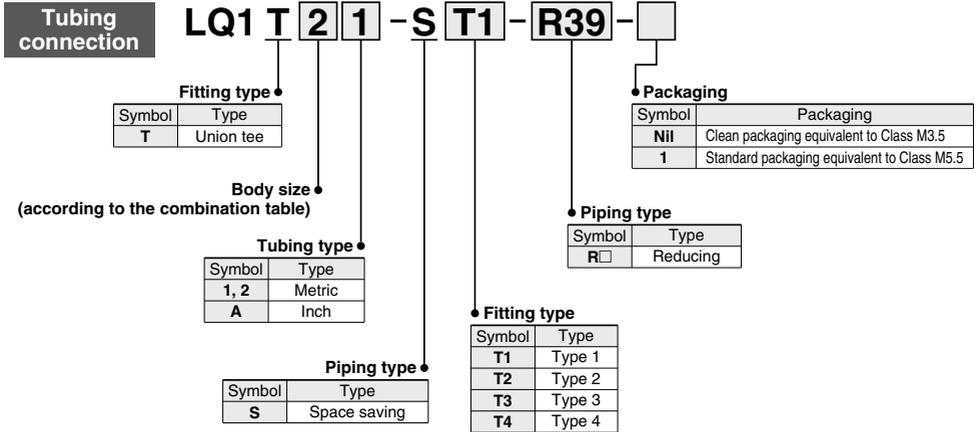 Tubing
connection
LQ1 T 2 1 - S T1 - R39 - □
Fitting type
Symbol Type
T Union tee
Packaging
Symbol Packaging
Nil Clean packaging equivalent to Class M3.5
1 Standard packaging equivalent to Class M5.5
Body size
(according to the combination table)
Piping type
Symbol Type
R□ Reducing
Tubing type
Symbol Type
1, 2 Metric
A Inch
Fitting type
Symbol Type
T1 Type 1
T2 Type 2
T3 Type 3
T4 Type 4
Piping type
Symbol Type
S Space saving